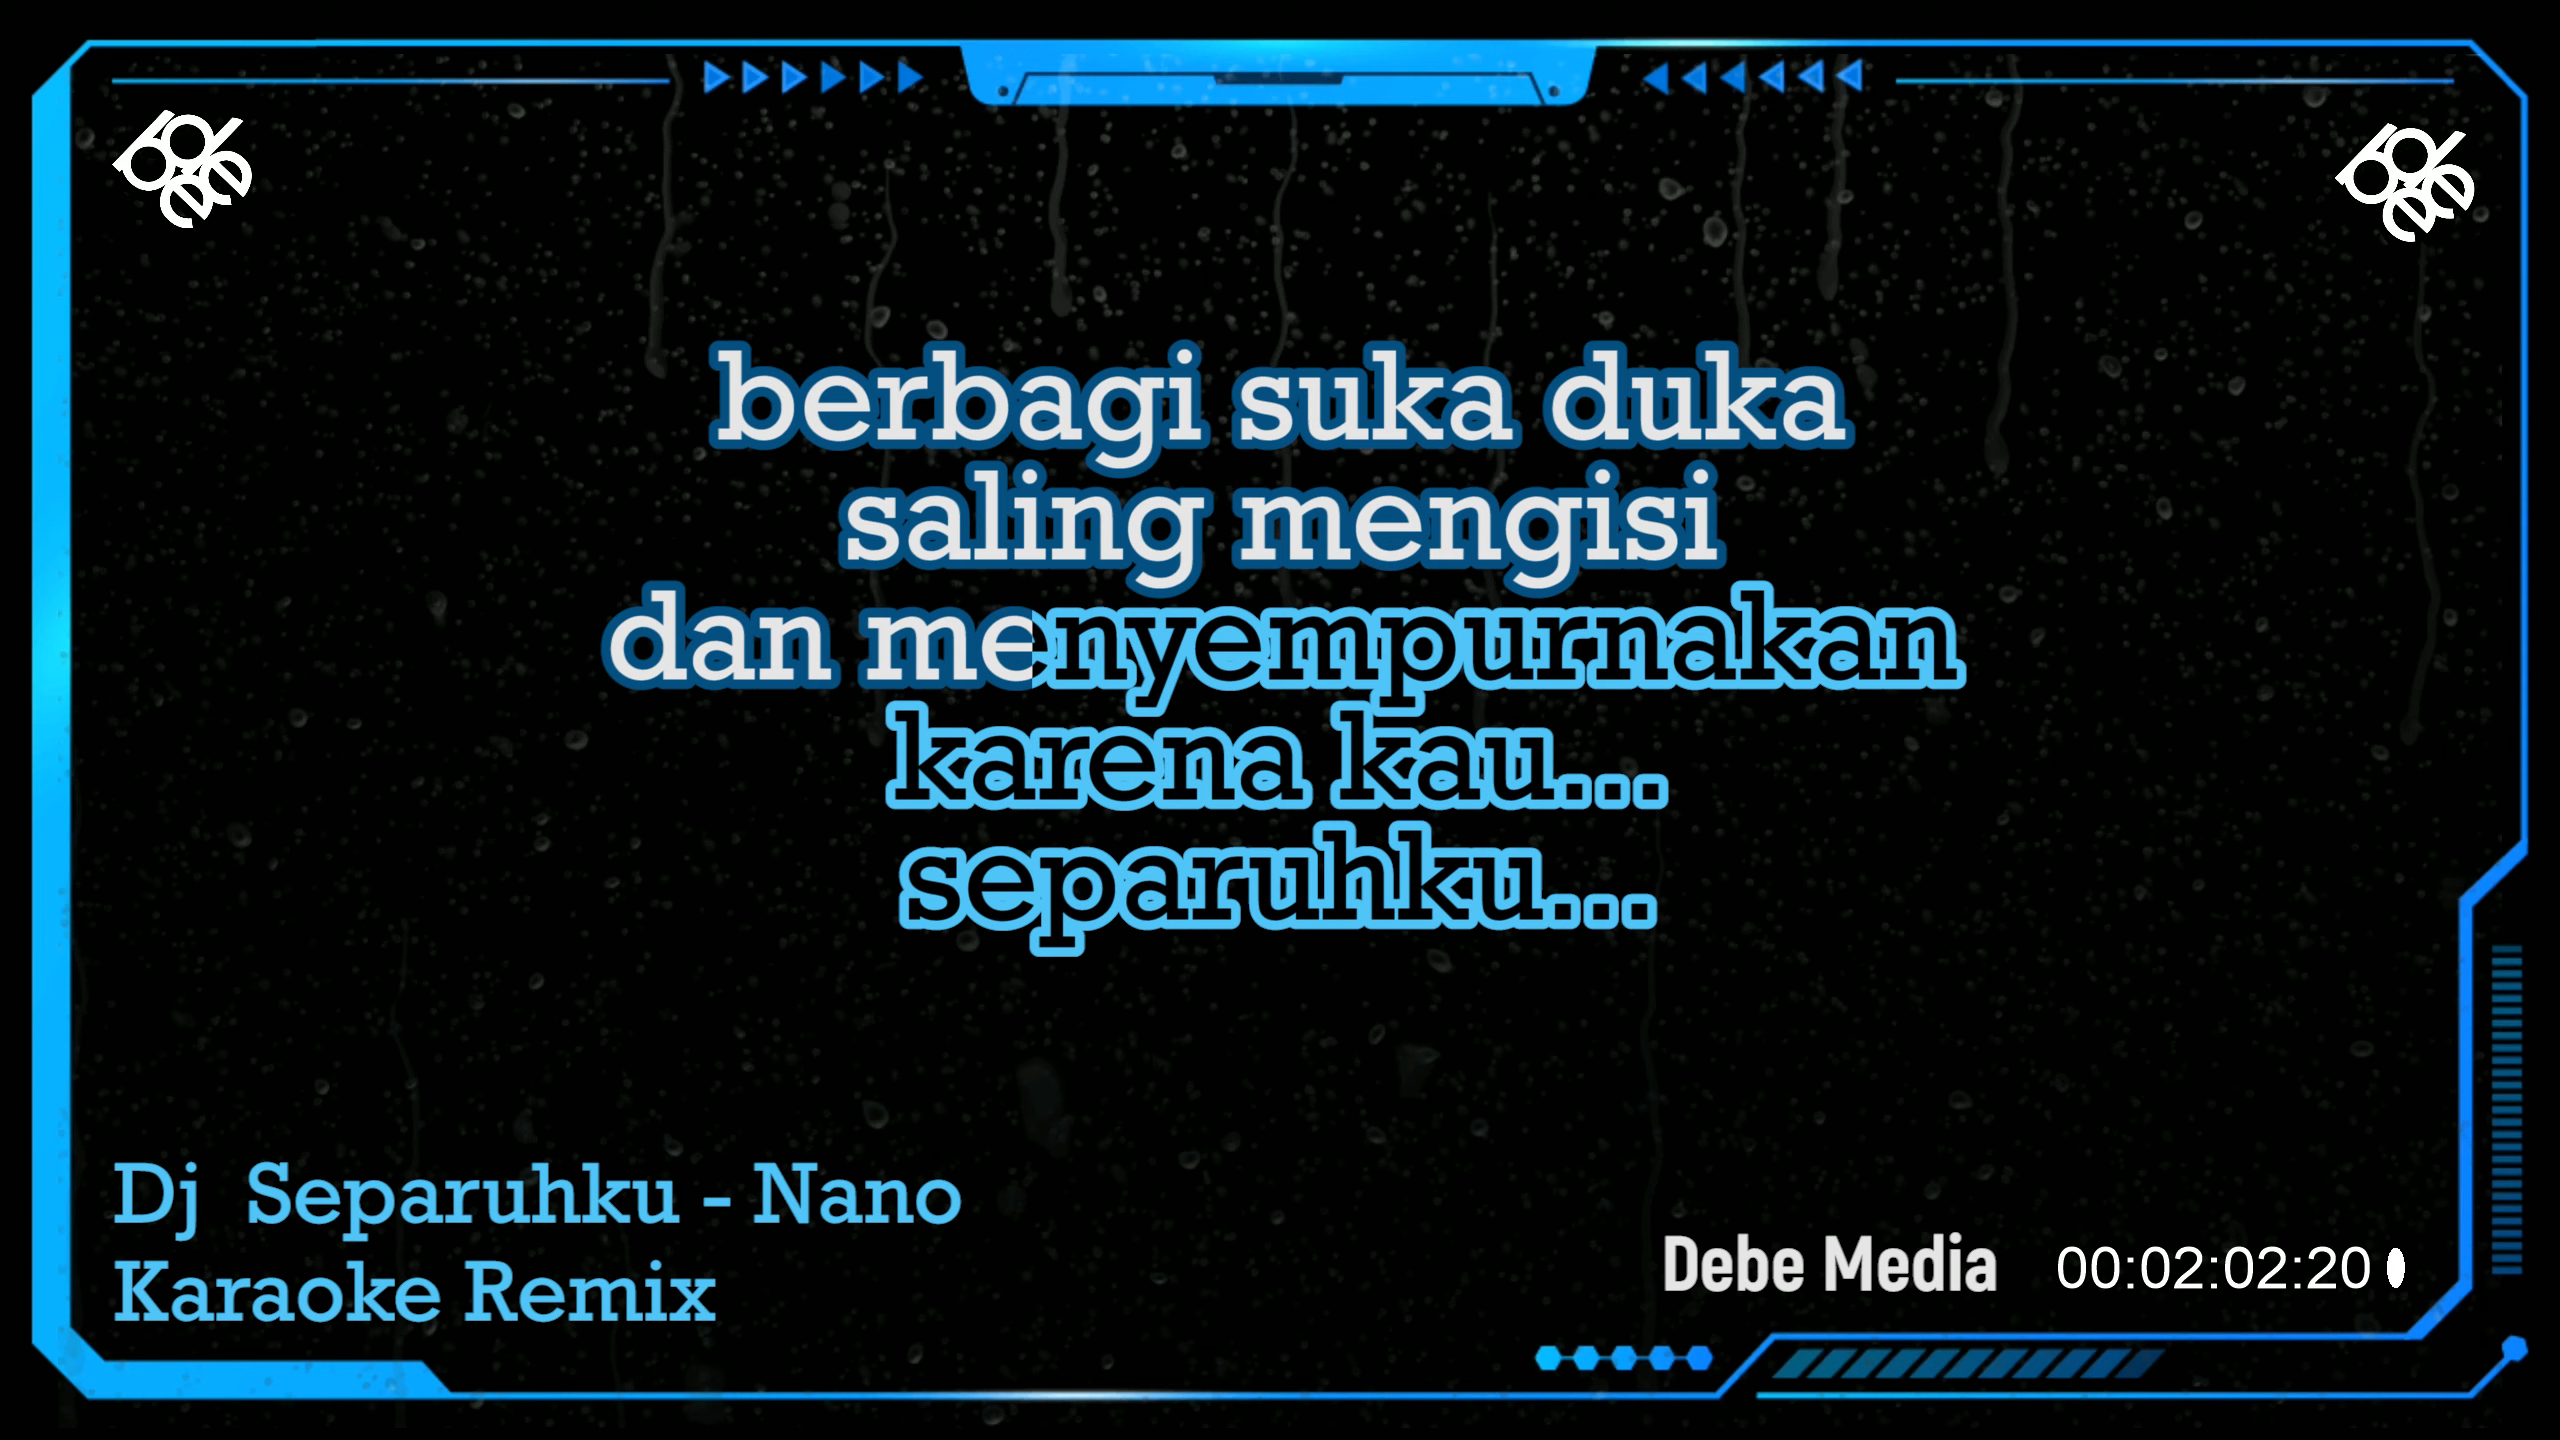 berbagi suka duka
saling mengisi
dan menyempurnakan
karena kau...
separuhku...
Dj Separuhku - Nano
Karaoke Remix
Debe Media 00:02:02:20